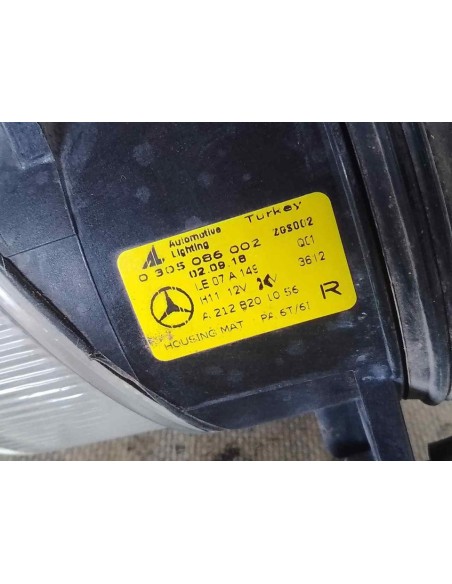 Automotive Lighting Turkey
0 305 086 002 ZGS002
02.09.18 QC1
LE 07 A 149 3612
H11 12V
A 212 820 10 56 R
HOUSING MAT PA 6T/6I